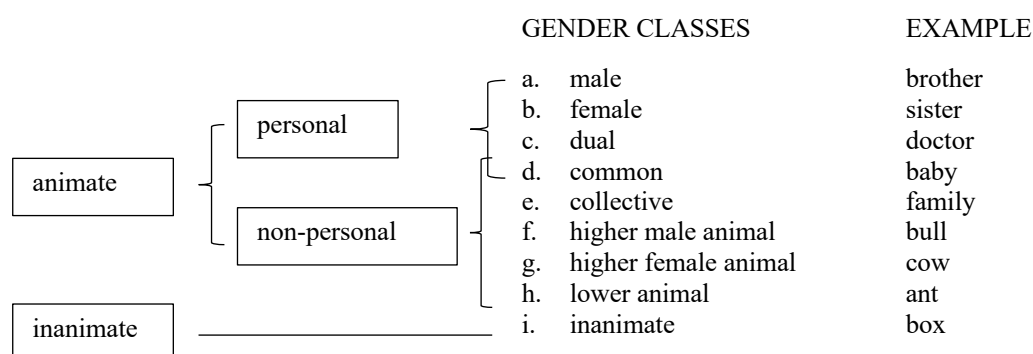 GENDER CLASSES EXAMPLE
a. male brother
b. female sister
personal
c. dual doctor
d. common baby
animate
e. collective family
non-personal
f. higher male animal bull
g. higher female animal cow
h. lower animal ant
inanimate
i. inanimate box